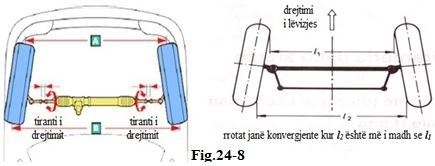 A
tiranti i
drejtimit
tiranti i
drejtimit
B
drejtimi
i lëvizjes
l₁
l₂
rrotat janë konvergjente kur l₂ është më i madh se l₁
Fig.24-8